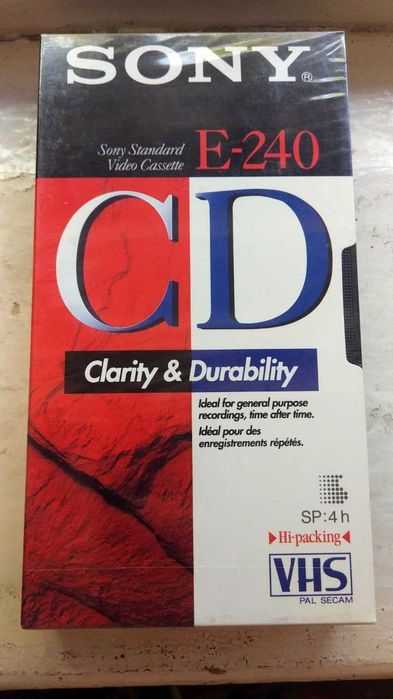 SONY®
Sony Standard
Video Cassette
E-240
CD
Clarity & Durability
Ideal for general purpose
recordings, time after time.
Idéal pour des
enregistrements répétés.
SP:4h
Hi-packing
VHS
PAL SECAM